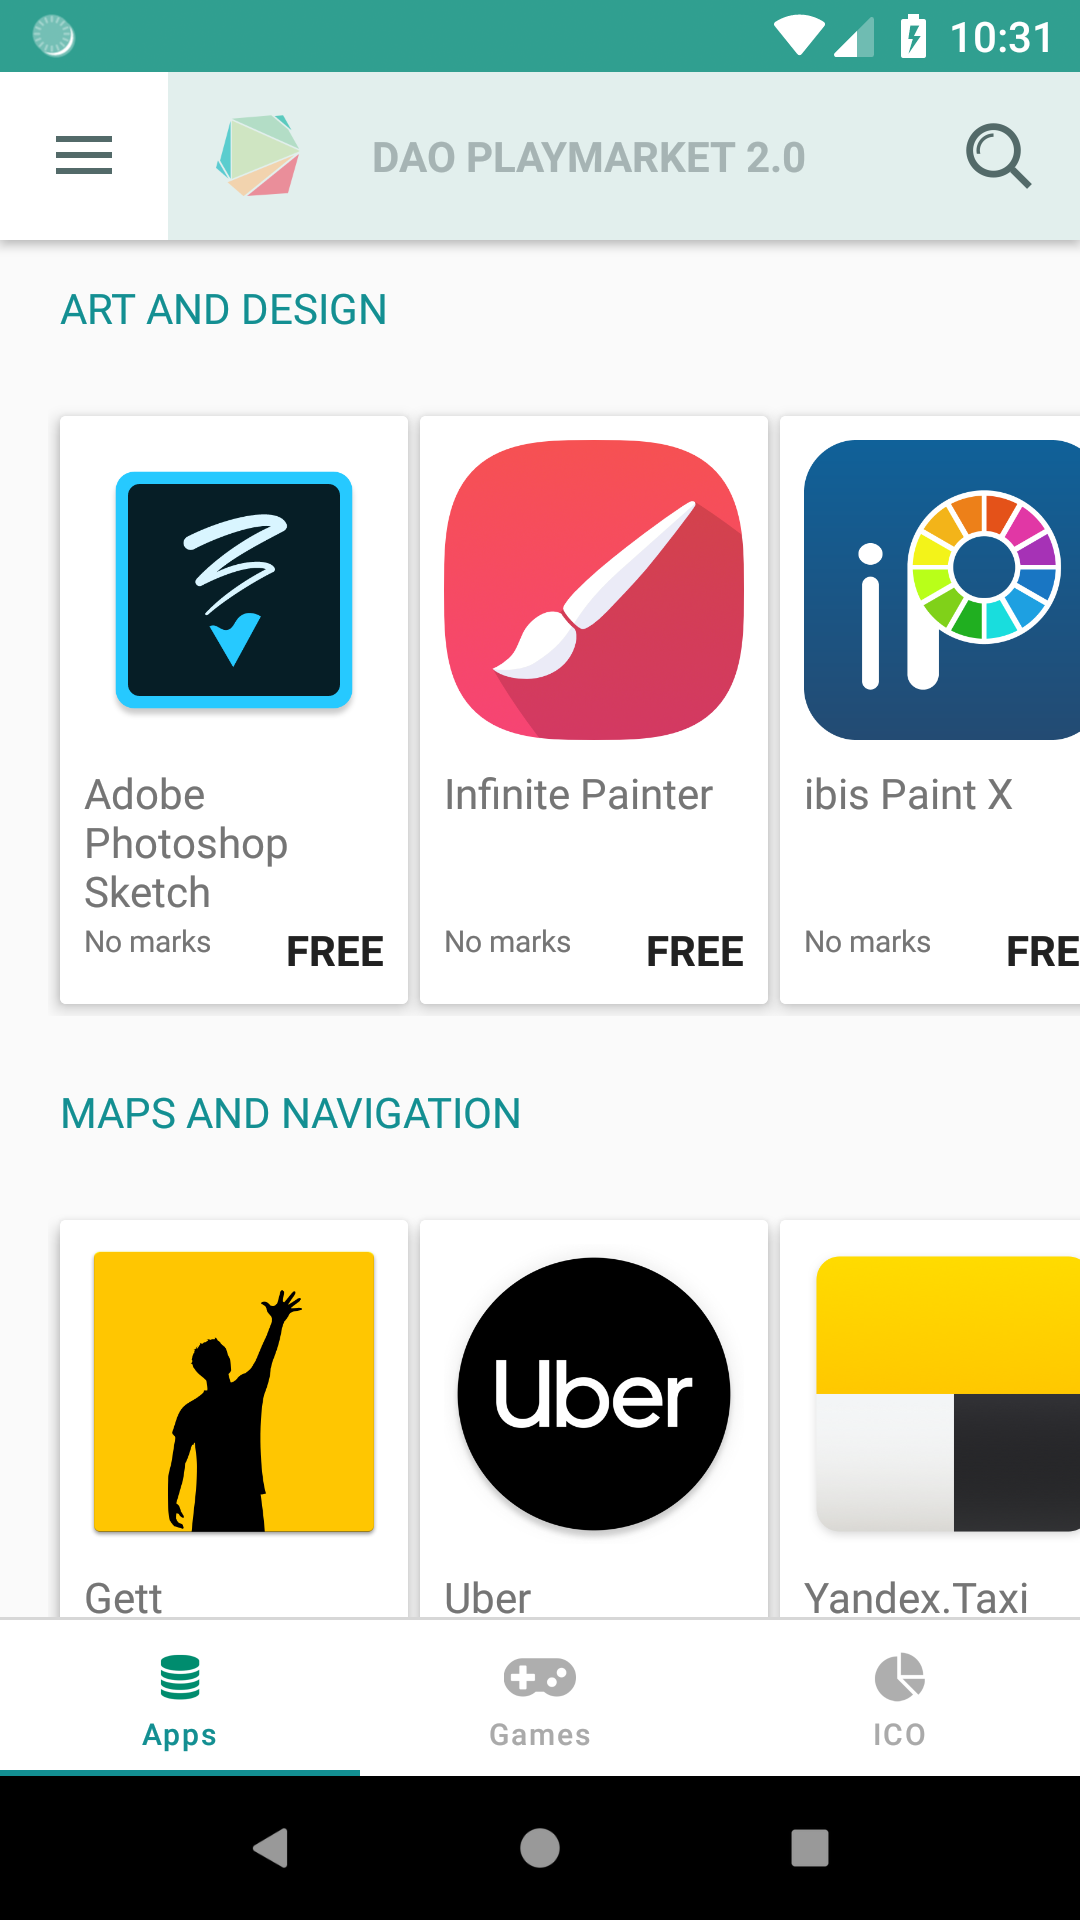 10:31
DAO PLAYMARKET 2.0
ART AND DESIGN
iP
Adobe
Photoshop
Sketch
No marks
FREE
Infinite Painter
No marks
FREE
ibis Paint X
No marks
FRE
MAPS AND NAVIGATION
Uber
Gett
Uber
Yandex.Taxi
Apps
Games
ICO